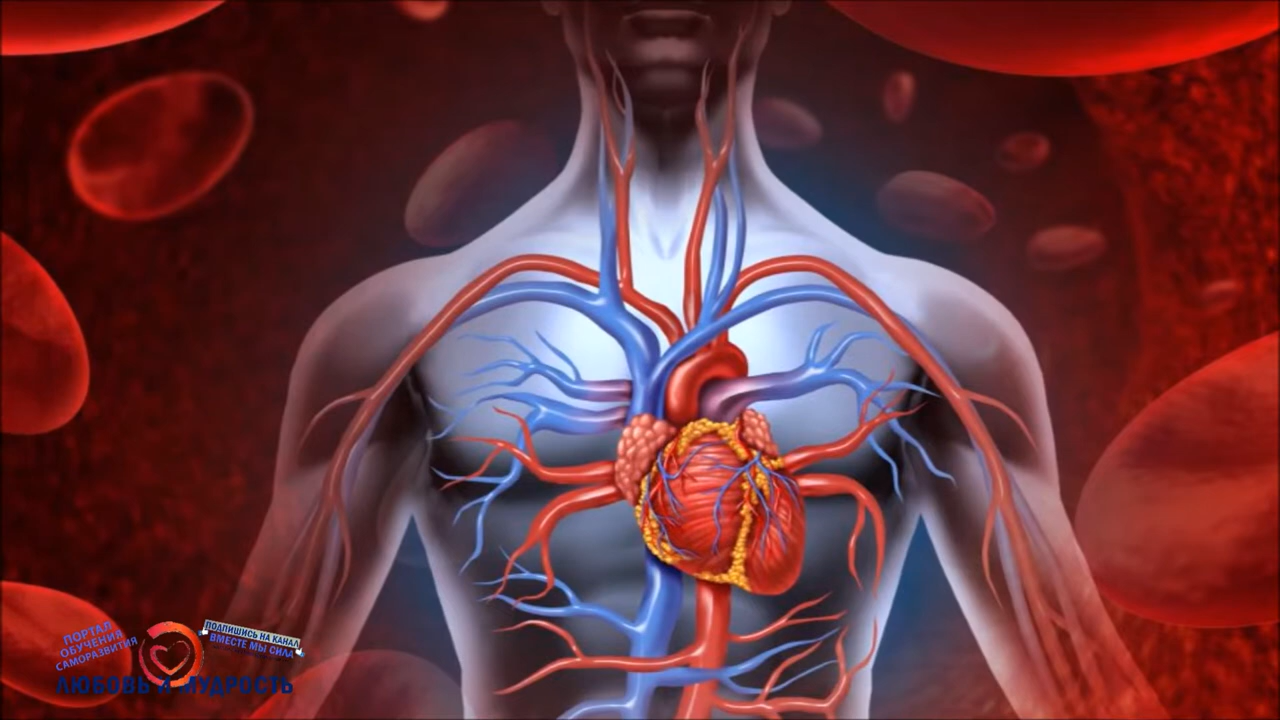 ПОРТАЛ
ОБУЧЕНИЯ
САМОРАЗВИТИЯ
ПОДПИШИСЬ НА КАНАЛ
ВМЕСТЕ МЫ СИЛА
ЛЮБОВЬ И МУДРОСТЬ